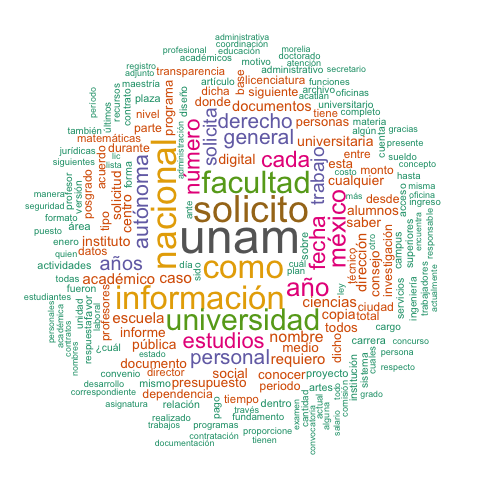 administrativa
coordinación
profesional
educación
morelia
académicos
doctorado
motivo
atención
registro
adjunto
transparencia
administrativo
secretario
maestría
artículo
licenciatura
funciones
período
últimos
recursos
contrato
plaza
programa
dicha
diseño
base
siguiente
archivo
oficinas
acatlán
nivel
donde
documentos
universitario
tiene
completo
también
parte
número
solicita
derecho
personas
materia
algún
cuenta
gracias
matemáticas
durante
nacional
administración
general
universitaria
presente
jurídicas
siguientes
lic
lista
acuerdo
autónoma
digital
cada
trabajo
entre
sueldo
esta
monto
concepto
costo
cualquier
hasta
manera
profesor
versión
posgrado
solicitud
centro
forma
facultad
más
desde
acceso
misma
oficina
seguridad
formato
tipo
ante
solicito
méxico
alumnos
ingreso
puesto
área
saber
campus
superiores
encuentra
responsable
enero
instituto
unam
fecha
técnico
dirección
consejo
investigación
quien
datos
años
día
como
cuál
sobre
otro
actividades
académico
caso
sido
plan
año
servicios
ingeniería
trabajadores
actualmente
todas
fueron
información
ley
ciencias
ciudad
estudiantes
profesores
personales
académica
unidad
favor
laboral
escuela
universidad
copia
total
contratos
respuesta
informe
estudios
nombre
todos
cargo
nombres
¿cuál
pública
medio
dicho
carrera
concurso
estado
personal
requiero
persona
documento
convenio
director
social
conocer
proyecto
institución
sistema
cuales
respecto
desarrollo
mismo
presupuesto
periodo
artes
todo
grado
correspondiente
dependencia
tiempo
dentro
cantidad
actual
alguna
comisión
asignatura
relación
pago
través
examen
convocatoria
salario
realizado
fundamento
trabajos
programas
proporcione
contratación
tienen
documentación